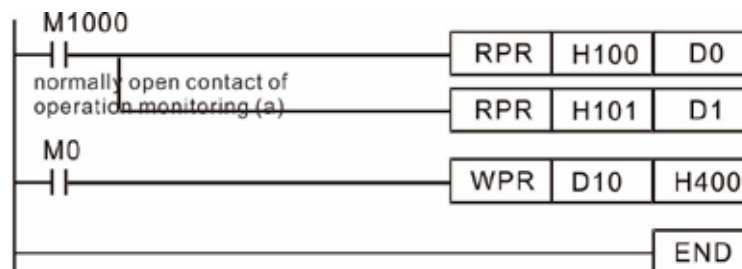 M1000
RPR H100 D0
normally open contact of
operation monitoring (a)
RPR H101 D1
M0
WPR D10 H400
END